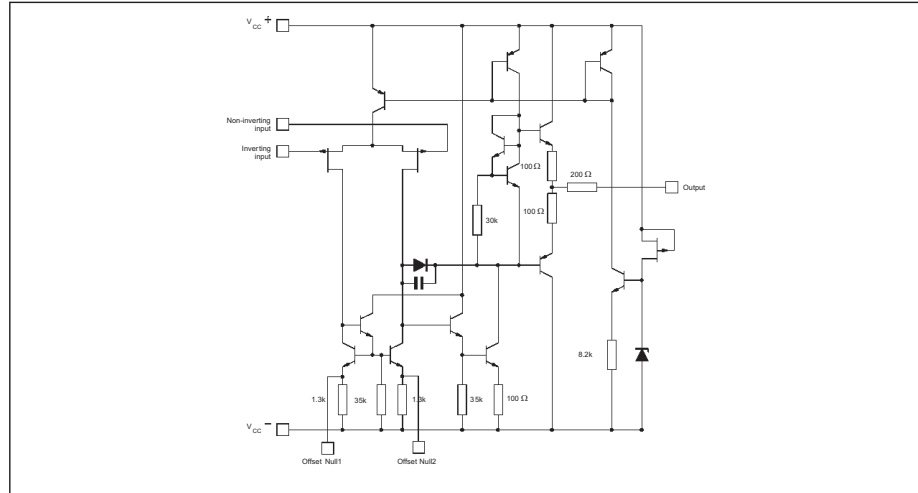 V CC +
Non-inverting
input
Inverting
input
100 Ω
200 Ω
Output
100 Ω
30k
8.2k
1.3k
35k
1.3k
35k
100 Ω
V CC -
Offset Null1
Offset Null2